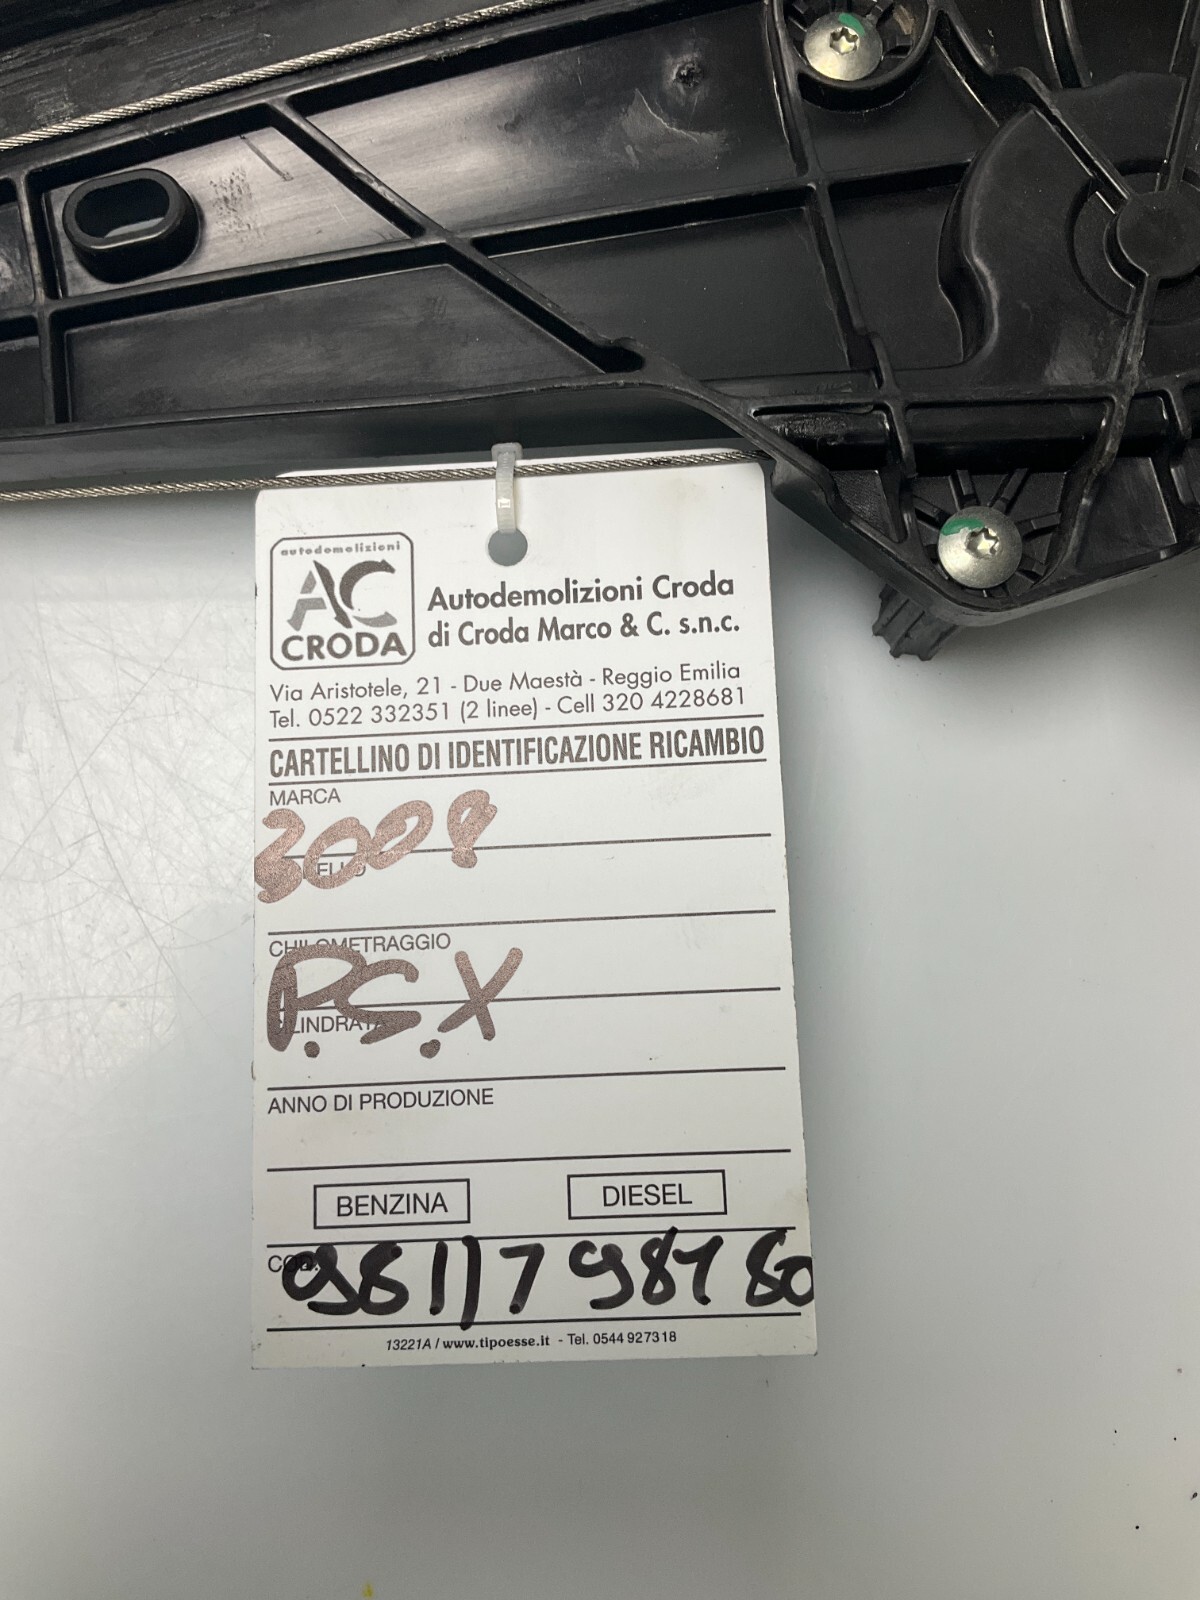 autodemolizioni
AC
CRODA
Autodemolizioni Croda
di Croda Marco & C. s.n.c.
Via Aristotele, 21 - Due Maestà - Reggio Emilia
Tel. 0522 332351 (2 linee) - Cell 320 4228681
CARTELLINO DI IDENTIFICAZIONE RICAMBIO
MARCA
3008
CHILOMETRAGGIO
P.S.X
CILINDRATA
ANNO DI PRODUZIONE
BENZINA
DIESEL
COD.
13221A / www.tipoesse.it - Tel. 0544 927318